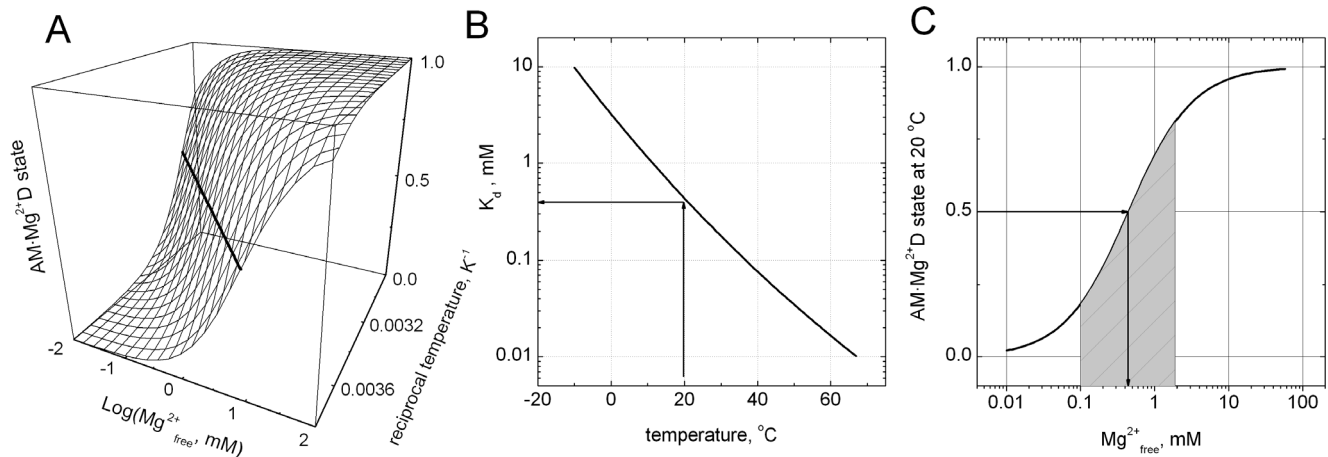 A
AM·Mg²⁺D state
1.0
0.5
0.0
0.0032
0.0036
reciprocal temperature, K⁻¹
-2
-1
0
1
2
Log(Mg²⁺free, mM)
B
Kd, mM
10
1
0.1
0.01
-20
0
20
40
60
temperature, °C
C
AM·Mg²⁺D state at 20 °C
1.0
0.5
0.0
0.01
0.1
1
10
100
Mg²⁺free, mM